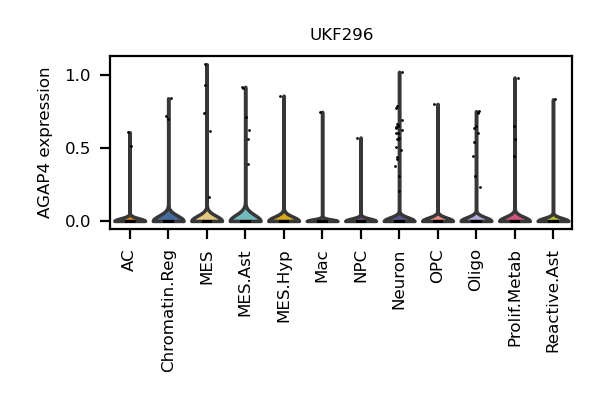 UKF296
AGAP4 expression
1.0
0.5
0.0
AC
Chromatin.Reg
MES
MES.Ast
MES.Hyp
Mac
NPC
Neuron
OPC
Oligo
Prolif.Metab
Reactive.Ast